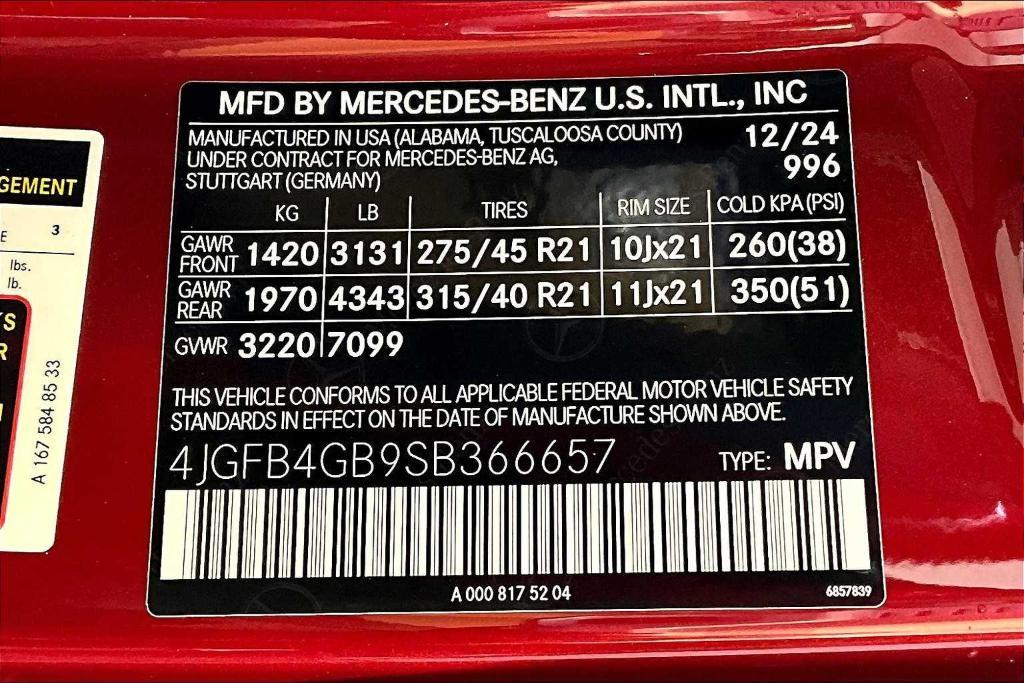 GEMENT
E 3
lbs.
lb.
'S
R
A 167 584 85 33
MFD BY MERCEDES-BENZ U.S. INTL., INC
MANUFACTURED IN USA (ALABAMA, TUSCALOOSA COUNTY) 12/24
UNDER CONTRACT FOR MERCEDES-BENZ AG, 996
STUTTGART (GERMANY)
KG LB TIRES RIM SIZE COLD KPA (PSI)
GAWR FRONT 1420 3131 275/45 R21 10Jx21 260(38)
GAWR REAR 1970 4343 315/40 R21 11Jx21 350(51)
GVWR 3220 7099
THIS VEHICLE CONFORMS TO ALL APPLICABLE FEDERAL MOTOR VEHICLE SAFETY
STANDARDS IN EFFECT ON THE DATE OF MANUFACTURE SHOWN ABOVE.
4JGFB4GB9SB366657 TYPE: MPV
A 000 817 52 04 6857839